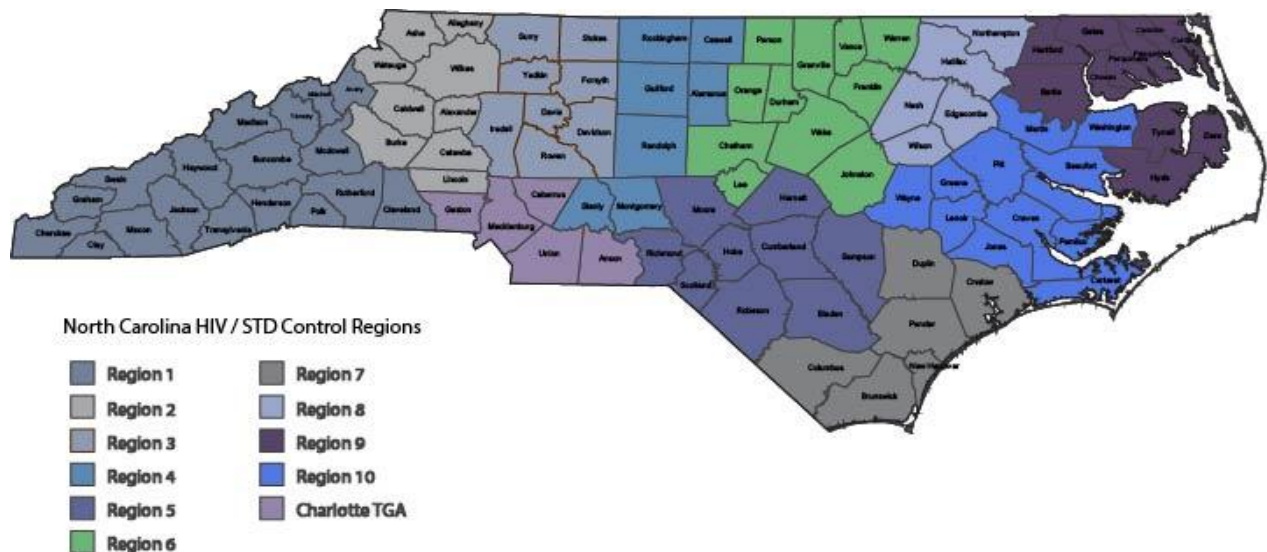 Alleghany
Ashe
Surry
Stokes
Rockingham
Caswell
Person
Vance
Warren
Northampton
Gates
Hertford
Halifax
Granville
Watauga
Wilkes
Yadkin
Forsyth
Guilford
Alamance
Orange
Durham
Franklin
Nash
Edgecombe
Bertie
Avery
Caldwell
Alexander
Iredell
Davie
Davidson
Randolph
Chatham
Wake
Wilson
Martin
Washington
Tyrrell
Dare
Madison
Burke
Catawba
Rowan
Lee
Johnston
Greene
Pitt
Beaufort
Hyde
Buncombe
McDowell
Haywood
Swain
Graham
Jackson
Henderson
Polk
Rutherford
Cleveland
Lincoln
Gaston
Cabarrus
Stanly
Montgomery
Moore
Harnett
Wayne
Lenoir
Craven
Pamlico
Cherokee
Clay
Macon
Transylvania
Mecklenburg
Union
Anson
Richmond
Hoke
Cumberland
Sampson
Duplin
Jones
Carteret
Scotland
Robeson
Bladen
Onslow
Pender
Columbus
New Hanover
Brunswick
North Carolina HIV / STD Control Regions
Region 1
Region 2
Region 3
Region 4
Region 5
Region 6
Region 7
Region 8
Region 9
Region 10
Charlotte TGA